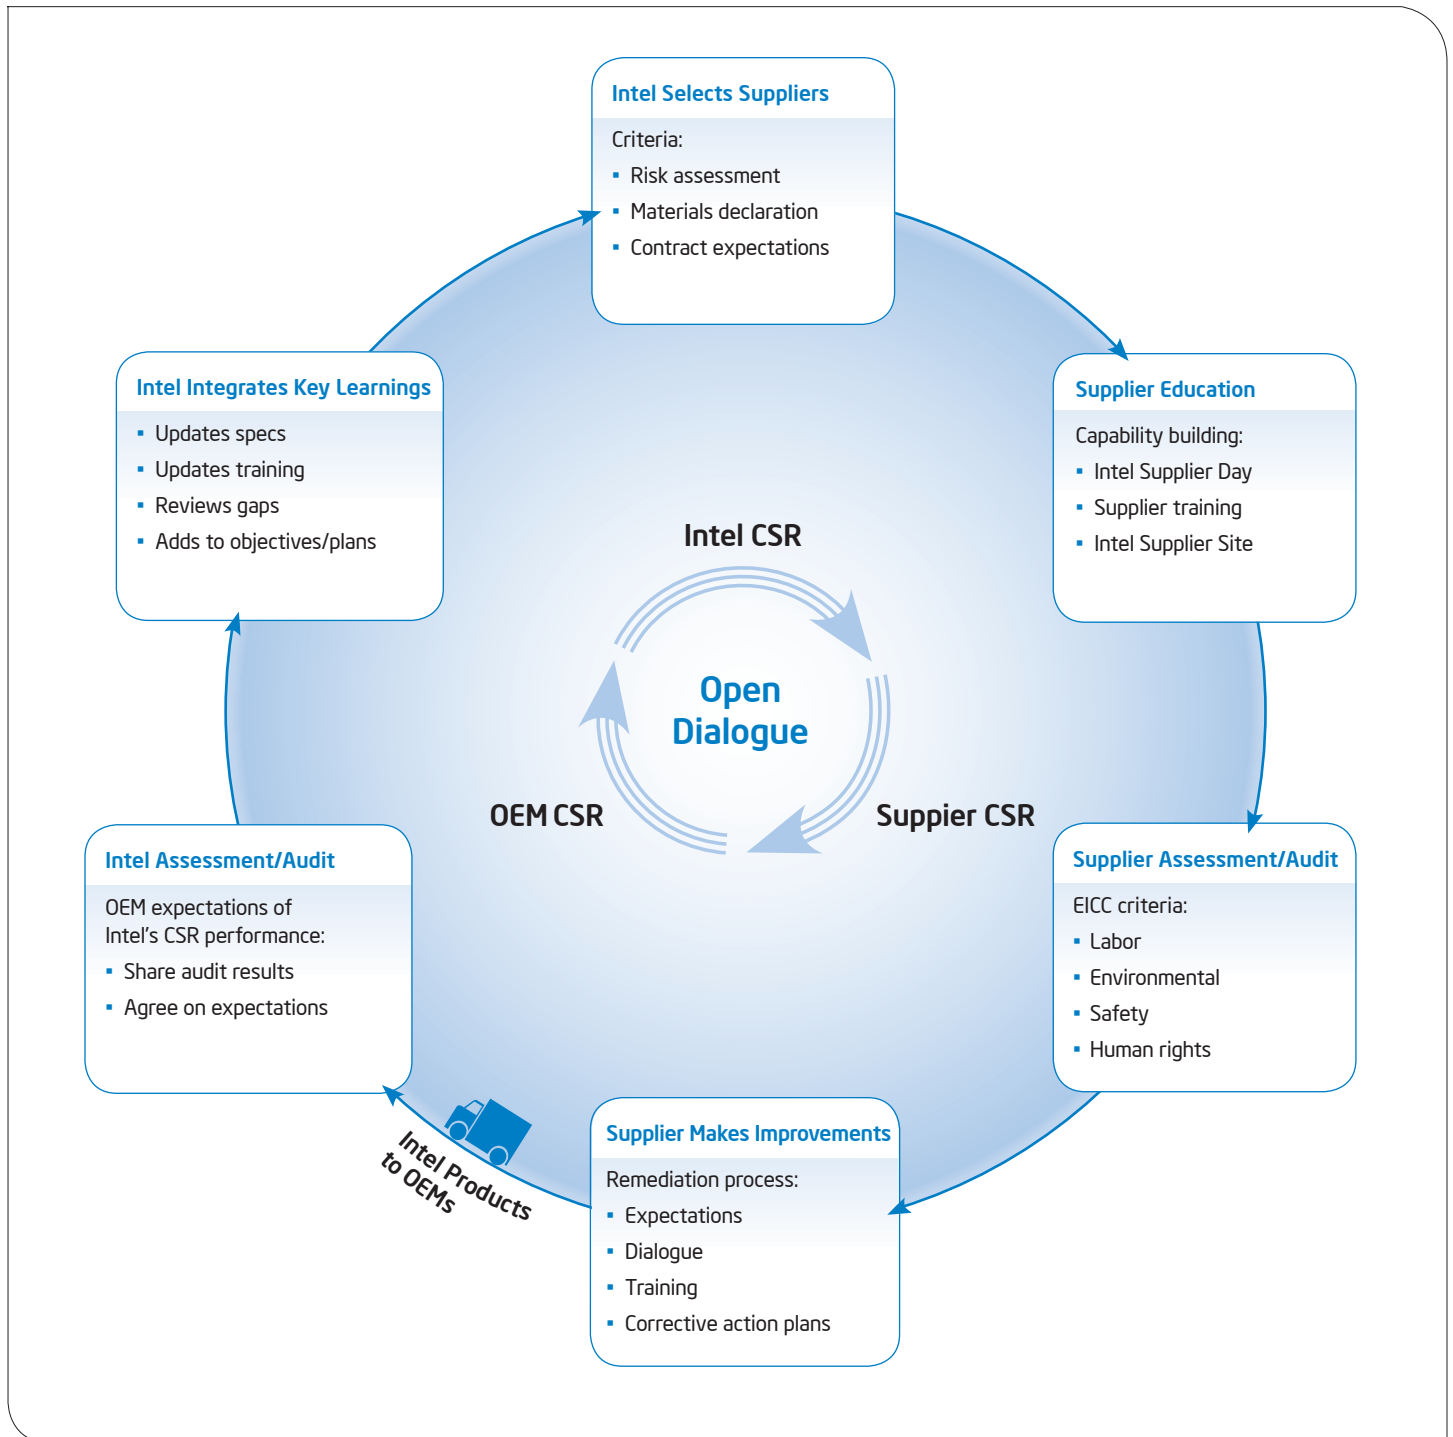 Intel Selects Suppliers
Criteria:
▪ Risk assessment
▪ Materials declaration
▪ Contract expectations
Supplier Education
Capability building:
▪ Intel Supplier Day
▪ Supplier training
▪ Intel Supplier Site
Supplier Assessment/Audit
EICC criteria:
▪ Labor
▪ Environmental
▪ Safety
▪ Human rights
Supplier Makes Improvements
Remediation process:
▪ Expectations
▪ Dialogue
▪ Training
▪ Corrective action plans
Intel Products
to OEMs
Intel Assessment/Audit
OEM expectations of
Intel's CSR performance:
▪ Share audit results
▪ Agree on expectations
Intel Integrates Key Learnings
▪ Updates specs
▪ Updates training
▪ Reviews gaps
▪ Adds to objectives/plans
Intel CSR
Suppier CSR
OEM CSR
Open
Dialogue